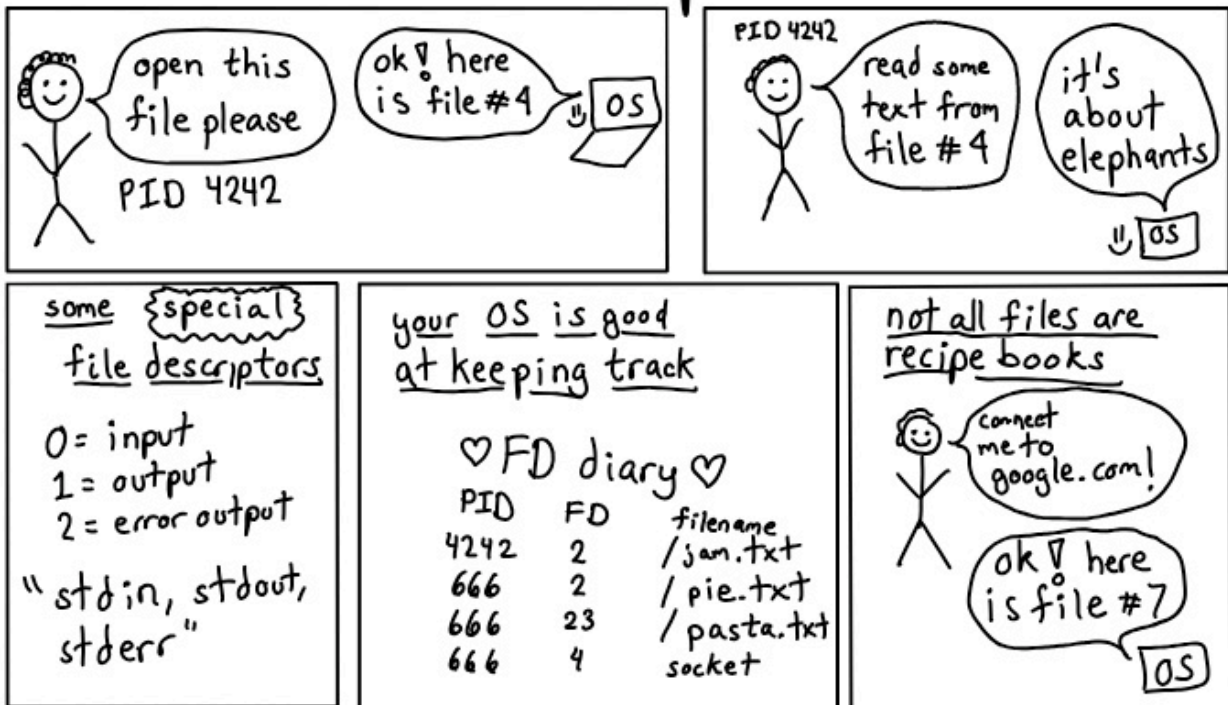 open this
file please
PID 4242
ok! here
is file #4
OS
PID 4242
read some
text from
file #4
it's
about
elephants
OS
some special
file descriptors
0 = input
1 = output
2 = error output
"stdin, stdout,
stderr"
your OS is good
at keeping track
♡ FD diary ♡
PID FD filename
4242 2 /jam.txt
666 2 /pie.txt
666 23 /pasta.txt
666 4 socket
not all files are
recipe books
connect
me to
google.com!
ok! here
is file #7
OS